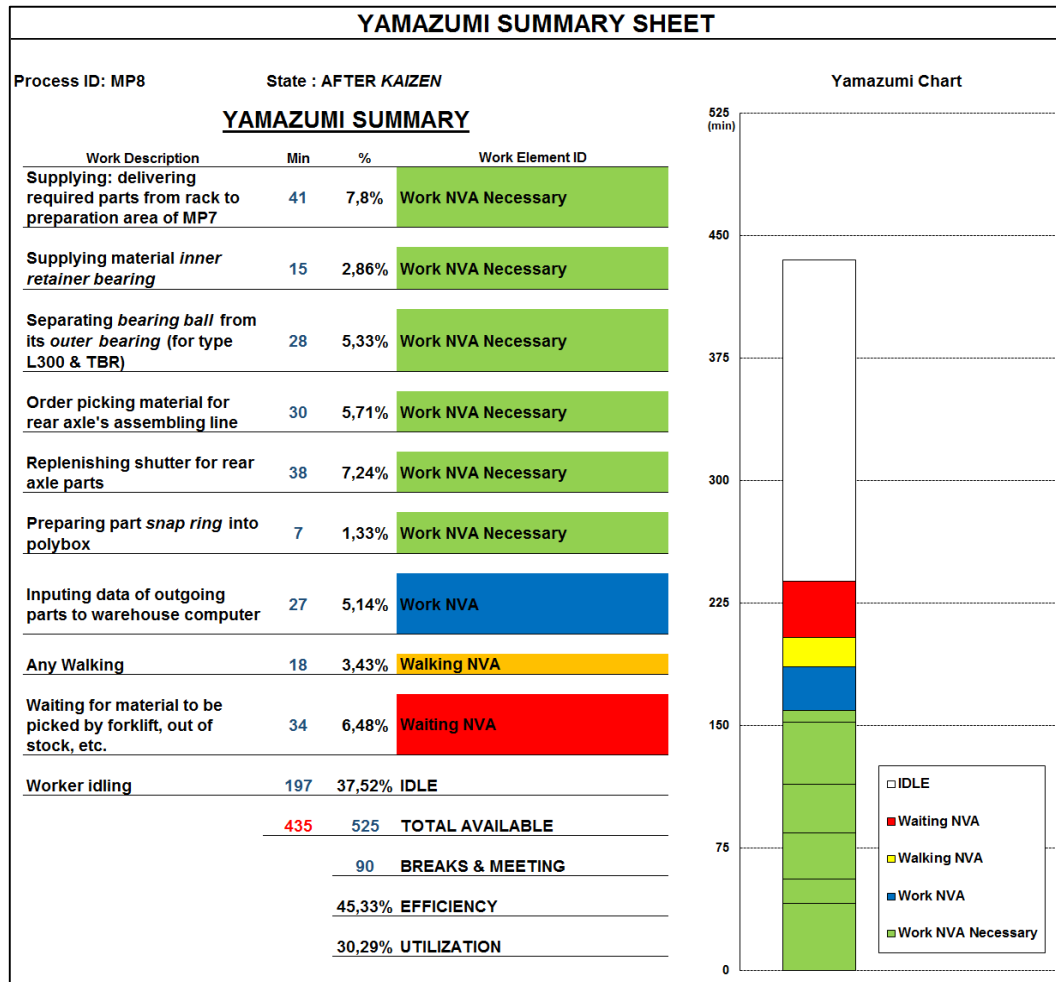 YAMAZUMI SUMMARY SHEET
Process ID: MP8
State : AFTER KAIZEN
YAMAZUMI SUMMARY
Work Description Min % Work Element ID
Supplying: delivering
required parts from rack to
preparation area of MP7
41 7,8% Work NVA Necessary
Supplying material inner
retainer bearing
15 2,86% Work NVA Necessary
Separating bearing ball from
its outer bearing (for type
L300 & TBR)
28 5,33% Work NVA Necessary
Order picking material for
rear axle's assembling line
30 5,71% Work NVA Necessary
Replenishing shutter for rear
axle parts
38 7,24% Work NVA Necessary
Preparing part snap ring into
polybox
7 1,33% Work NVA Necessary
Inputing data of outgoing
parts to warehouse computer
27 5,14% Work NVA
Any Walking 18 3,43% Walking NVA
Waiting for material to be
picked by forklift, out of
stock, etc.
34 6,48% Waiting NVA
Worker idling 197 37,52% IDLE
435 525 TOTAL AVAILABLE
90 BREAKS & MEETING
45,33% EFFICIENCY
30,29% UTILIZATION
Yamazumi Chart
525
(min)
450
375
300
225
150
75
0
IDLE
Waiting NVA
Walking NVA
Work NVA
Work NVA Necessary